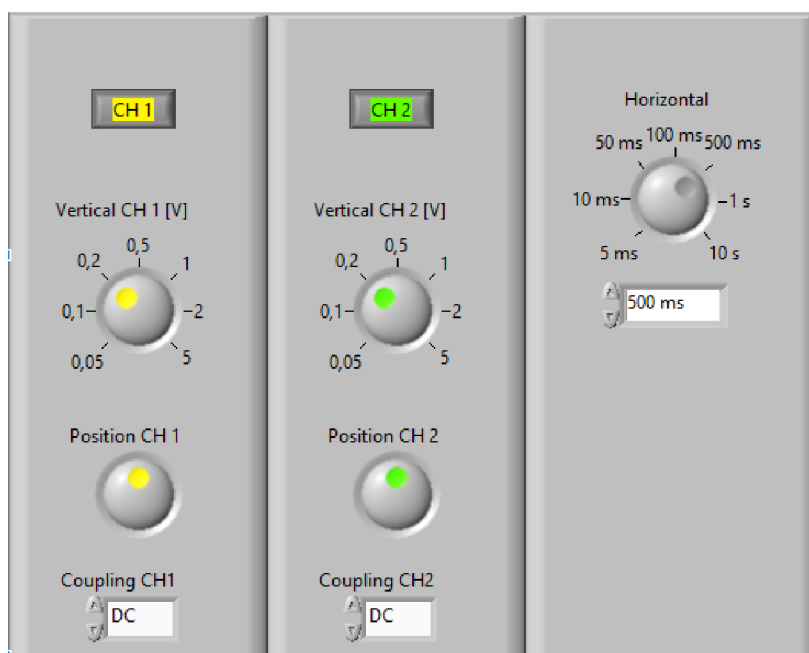 CH 1
Vertical CH 1 [V]
0,5
0,2
1
0,1
2
0,05
5
Position CH 1
Coupling CH1
DC
CH 2
Vertical CH 2 [V]
0,5
0,2
1
0,1
2
0,05
5
Position CH 2
Coupling CH2
DC
Horizontal
100 ms
50 ms
500 ms
10 ms
1 s
5 ms
10 s
500 ms